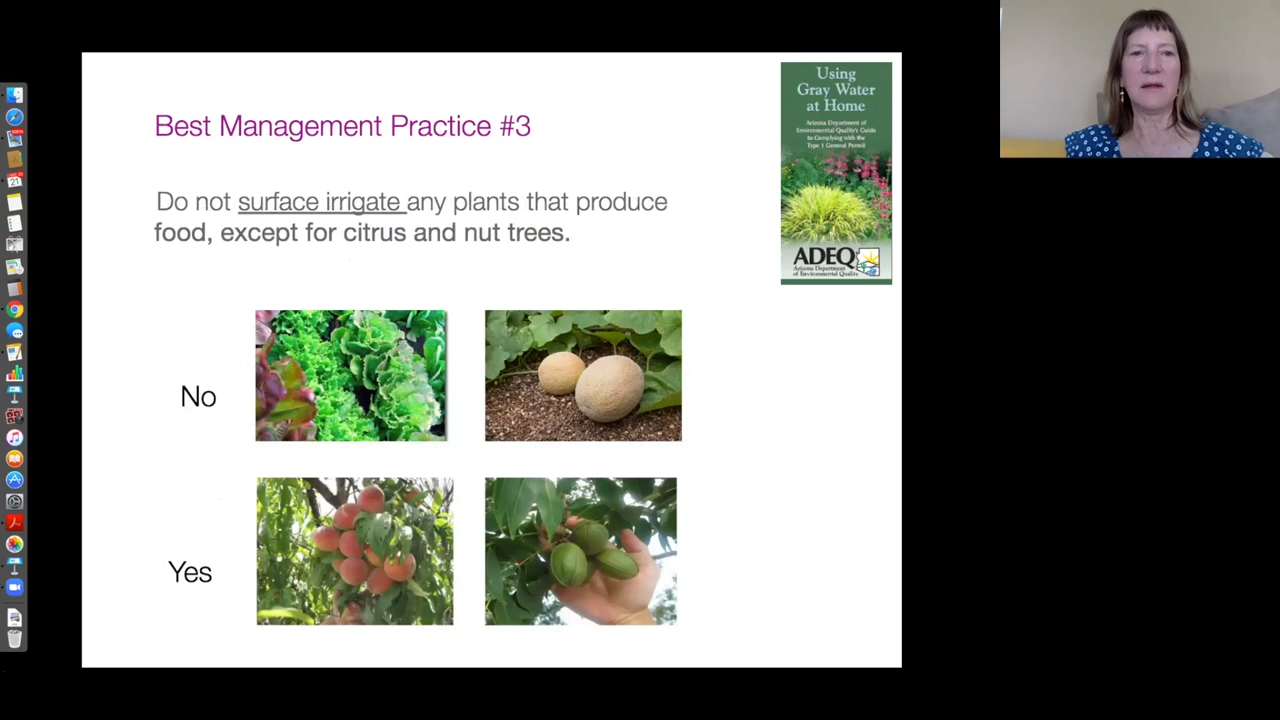 Best Management Practice #3
Do not surface irrigate any plants that produce
food, except for citrus and nut trees.
No
Yes
Using
Gray Water
at Home
Arizona Department of
Environmental Quality's Guide
to Complying with the
Type 1 General Permit
ADEQ
Arizona Department
of Environmental Quality
21